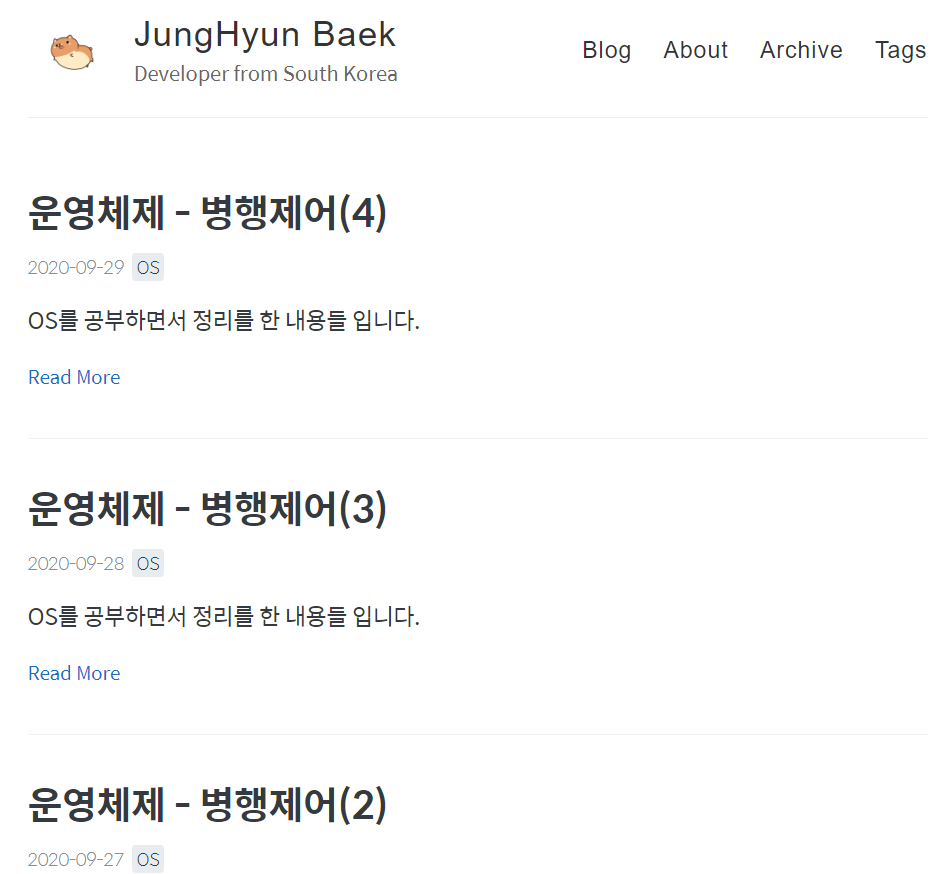 JungHyun Baek
Developer from South Korea
Blog About Archive Tags
운영체제 - 병행제어(4)
2020-09-29 OS
OS를 공부하면서 정리를 한 내용들 입니다.
Read More
운영체제 - 병행제어(3)
2020-09-28 OS
OS를 공부하면서 정리를 한 내용들 입니다.
Read More
운영체제 - 병행제어(2)
2020-09-27 OS